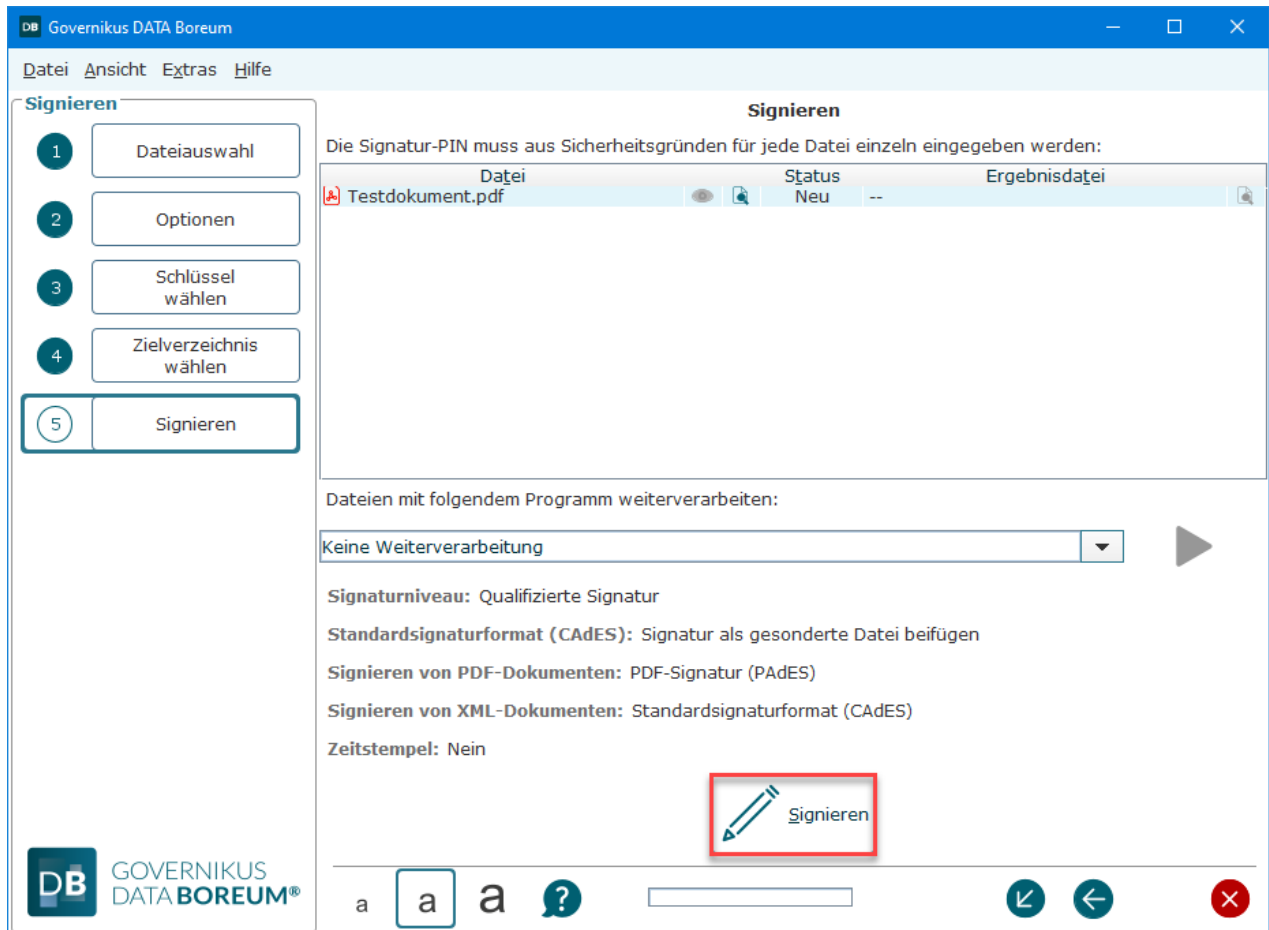 DB Governikus DATA Boreum
Datei Ansicht Extras Hilfe
Signieren
1 Dateiauswahl
2 Optionen
3 Schlüssel
wählen
4 Zielverzeichnis
wählen
5 Signieren
Signieren
Die Signatur-PIN muss aus Sicherheitsgründen für jede Datei einzeln eingegeben werden:
Datei Status Ergebnisdatei
Testdokument.pdf Neu --
Dateien mit folgendem Programm weiterverarbeiten:
Keine Weiterverarbeitung
Signaturniveau: Qualifizierte Signatur
Standardsignaturformat (CAdES): Signatur als gesonderte Datei beifügen
Signieren von PDF-Dokumenten: PDF-Signatur (PAdES)
Signieren von XML-Dokumenten: Standardsignaturformat (CAdES)
Zeitstempel: Nein
Signieren
DB GOVERNIKUS
DATA BOREUM®
a a a ?